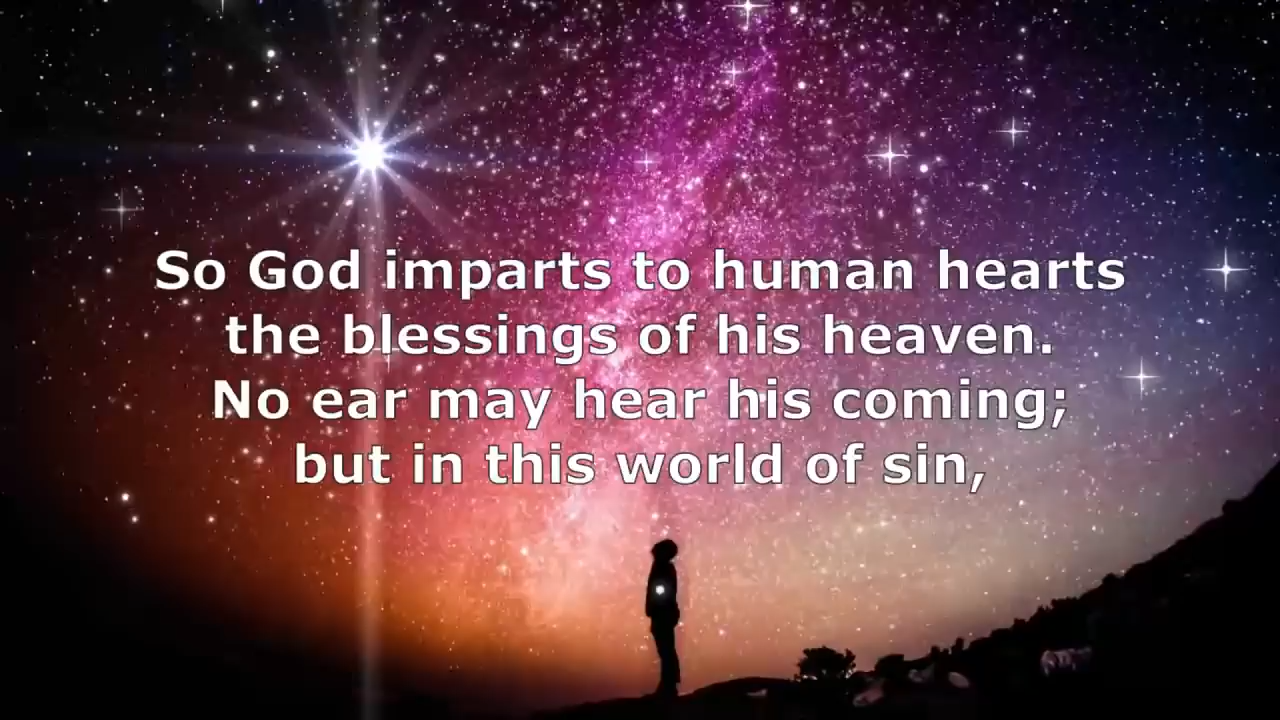 So God imparts to human hearts
the blessings of his heaven.
No ear may hear his coming;
but in this world of sin,